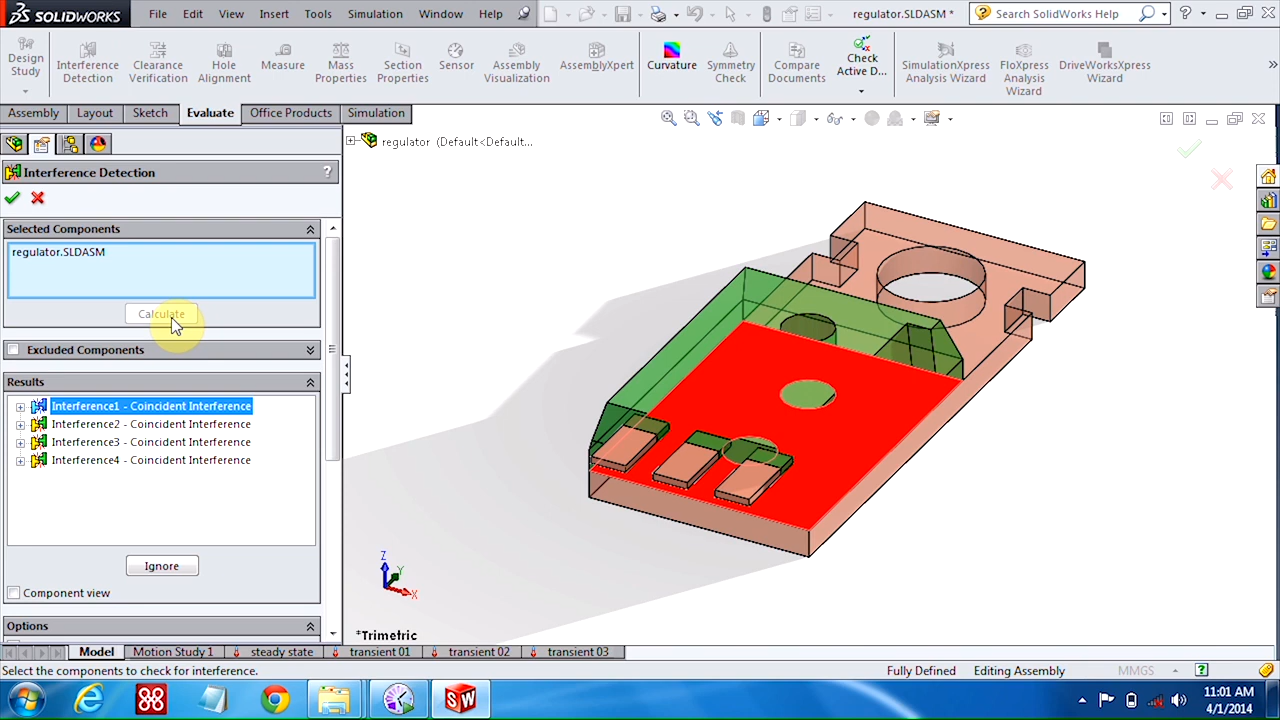 SOLIDWORKS File Edit View Insert Tools Simulation Window Help regulator.SLDASM * Search SolidWorks Help
Design Study
Interference Detection
Clearance Verification
Hole Alignment
Measure
Mass Properties
Section Properties
Sensor
Assembly Visualization
AssemblyXpert
Curvature
Symmetry Check
Compare Documents
Check Active D...
SimulationXpress Analysis Wizard
FloXpress Analysis Wizard
DriveWorksXpress Wizard
Assembly Layout Sketch Evaluate Office Products Simulation
regulator (Default<Default...
Interference Detection ?
Selected Components
regulator.SLDASM
Calculate
Excluded Components
Results
Interference1 - Coincident Interference
Interference2 - Coincident Interference
Interference3 - Coincident Interference
Interference4 - Coincident Interference
Ignore
Component view
Options
Z
Y
X
*Trimetric
Model Motion Study 1 steady state transient 01 transient 02 transient 03
Select the components to check for interference. Fully Defined Editing Assembly MMGS
11:01 AM
4/1/2014